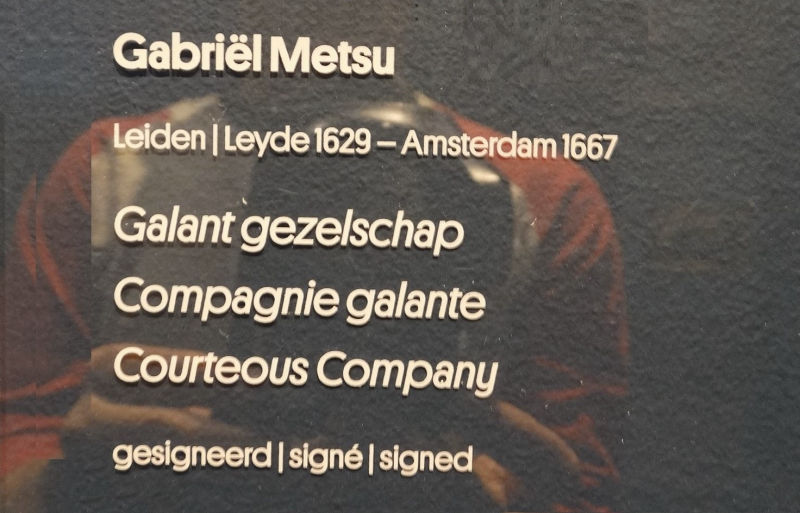 Gabriël Metsu
Leiden | Leyde 1629 – Amsterdam 1667
Galant gezelschap
Compagnie galante
Courteous Company
gesigneerd | signé | signed